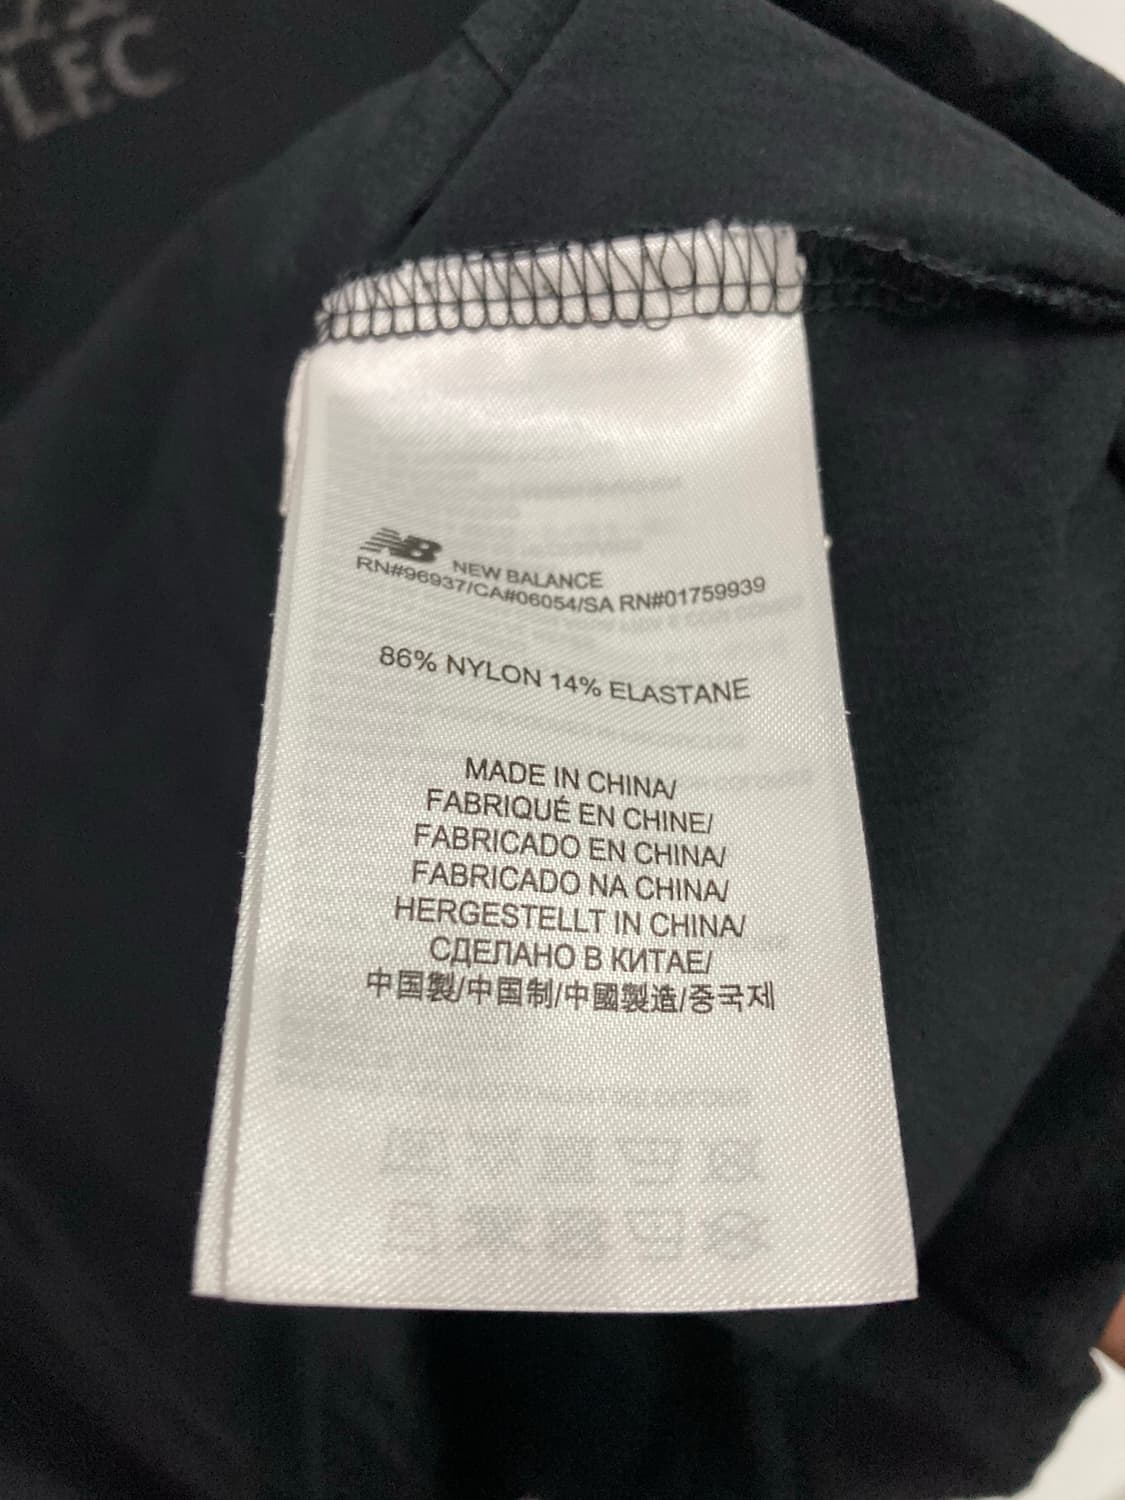 LFC
NB NEW BALANCE
RN#96937/CA#06054/SA RN#01759939
86% NYLON 14% ELASTANE
MADE IN CHINA/
FABRIQUÉ EN CHINE/
FABRICADO EN CHINA/
FABRICADO NA CHINA/
HERGESTELLT IN CHINA/
СДЕЛАНО В КИТАЕ/
中国製/中国制/中國製造/중국제